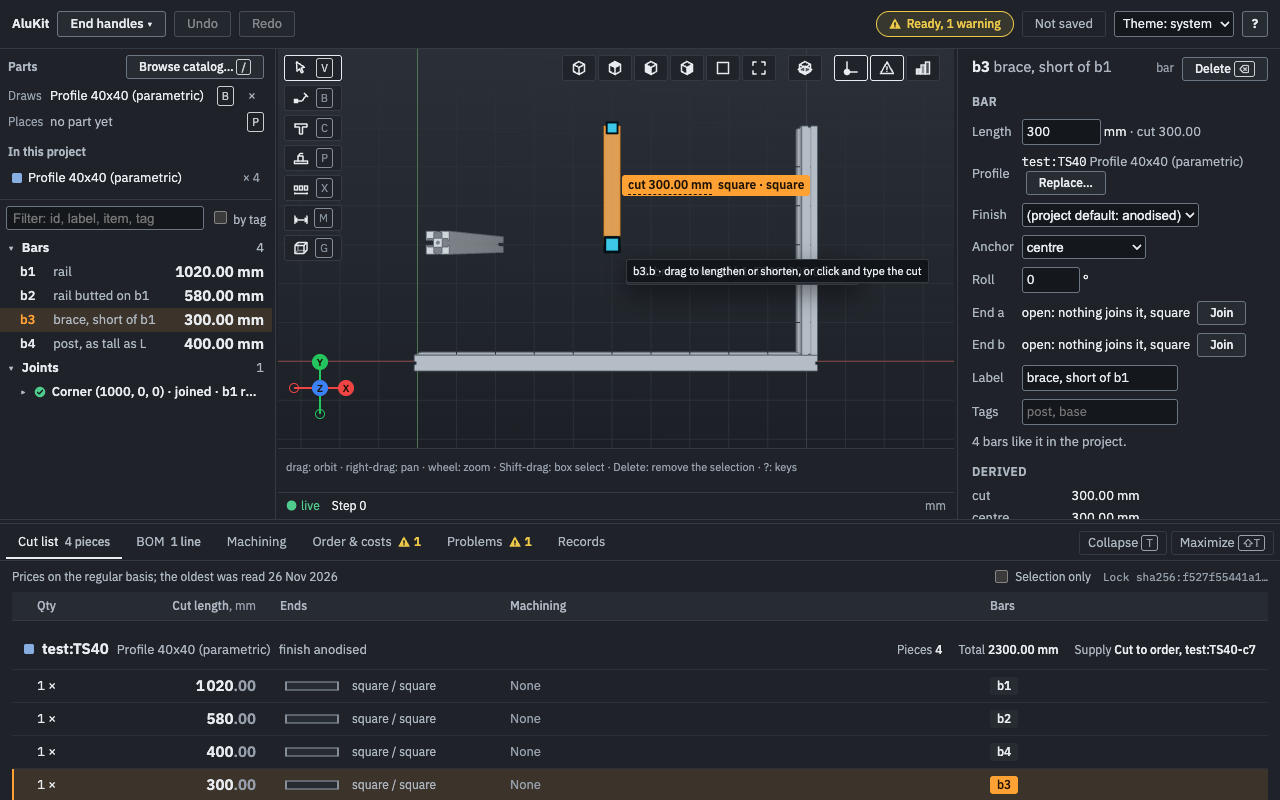 AluKit End handles ▾ Undo Redo Ready, 1 warning Not saved Theme: system ?
Parts Browse catalog... /
Draws Profile 40x40 (parametric) B ×
Places no part yet P
In this project
Profile 40x40 (parametric) × 4
Filter: id, label, item, tag by tag
Bars 4
b1 rail 1020.00 mm
b2 rail butted on b1 580.00 mm
b3 brace, short of b1 300.00 mm
b4 post, as tall as L 400.00 mm
Joints 1
Corner (1000, 0, 0) · joined · b1 r…
V
B
C
P
X
M
G
cut 300.00 mm square · square
b3.b · drag to lengthen or shorten, or click and type the cut
Y
Z
X
drag: orbit · right-drag: pan · wheel: zoom · Shift-drag: box select · Delete: remove the selection · ?: keys
live Step 0 mm
b3 brace, short of b1 bar Delete
BAR
Length 300 mm · cut 300.00
Profile test:TS40 Profile 40x40 (parametric)
Replace...
Finish (project default: anodised)
Anchor centre
Roll 0 °
End a open: nothing joins it, square Join
End b open: nothing joins it, square Join
Label brace, short of b1
Tags post, base
4 bars like it in the project.
DERIVED
cut 300.00 mm
centre 300.00 mm
Cut list 4 pieces BOM 1 line Machining Order & costs 1 Problems 1 Records Collapse T Maximize ⇧T
Prices on the regular basis; the oldest was read 26 Nov 2026 Selection only Lock sha256:f527f55441a1…
Qty Cut length, mm Ends Machining Bars
test:TS40 Profile 40x40 (parametric) finish anodised Pieces 4 Total 2300.00 mm Supply Cut to order, test:TS40-c7
1 × 1020.00 square / square None b1
1 × 580.00 square / square None b2
1 × 400.00 square / square None b4
1 × 300.00 square / square None b3